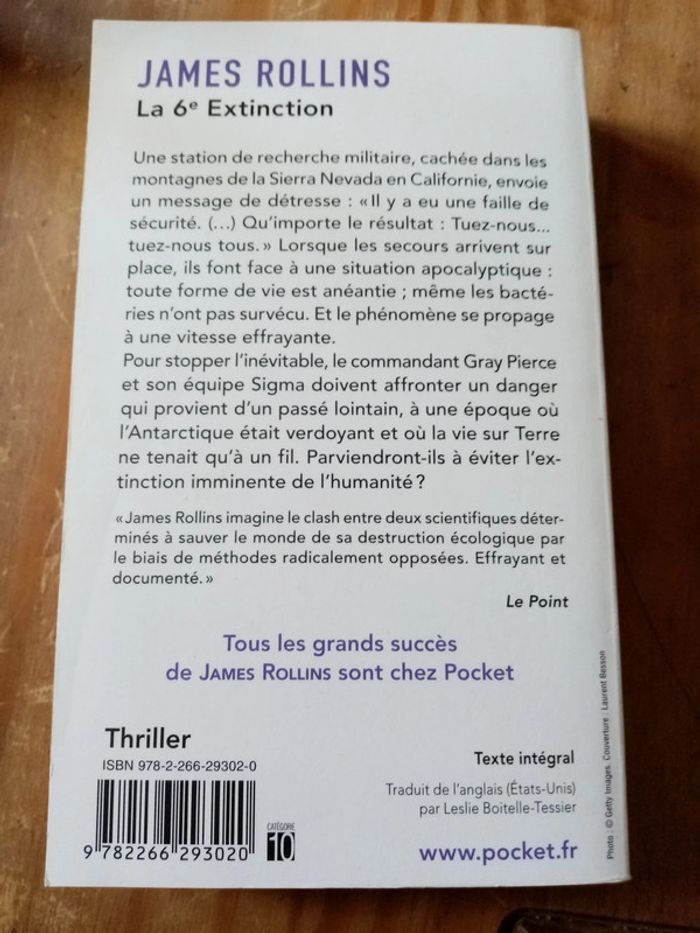 JAMES ROLLINS
La 6e Extinction
Une station de recherche militaire, cachée dans les
montagnes de la Sierra Nevada en Californie, envoie
un message de détresse : « Il y a eu une faille de
sécurité. (...) Qu'importe le résultat : Tuez-nous...
tuez-nous tous. » Lorsque les secours arrivent sur
place, ils font face à une situation apocalyptique :
toute forme de vie est anéantie ; même les bacté-
ries n'ont pas survécu. Et le phénomène se propage
à une vitesse effrayante.
Pour stopper l'inévitable, le commandant Gray Pierce
et son équipe Sigma doivent affronter un danger
qui provient d'un passé lointain, à une époque où
l'Antarctique était verdoyant et où la vie sur Terre
ne tenait qu'à un fil. Parviendront-ils à éviter l'ex-
tinction imminente de l'humanité ?
« James Rollins imagine le clash entre deux scientifiques déter-
minés à sauver le monde de sa destruction écologique par
le biais de méthodes radicalement opposées. Effrayant et
documenté. »
Le Point
Tous les grands succès
de JAMES ROLLINS sont chez Pocket
Thriller
ISBN 978-2-266-29302-0
9 782266 293020
CATÉGORIE
10
Texte intégral
Traduit de l'anglais (États-Unis)
par Leslie Boitelle-Tessier
www.pocket.fr
Photo : © Getty Images. Couverture : Laurent Besson